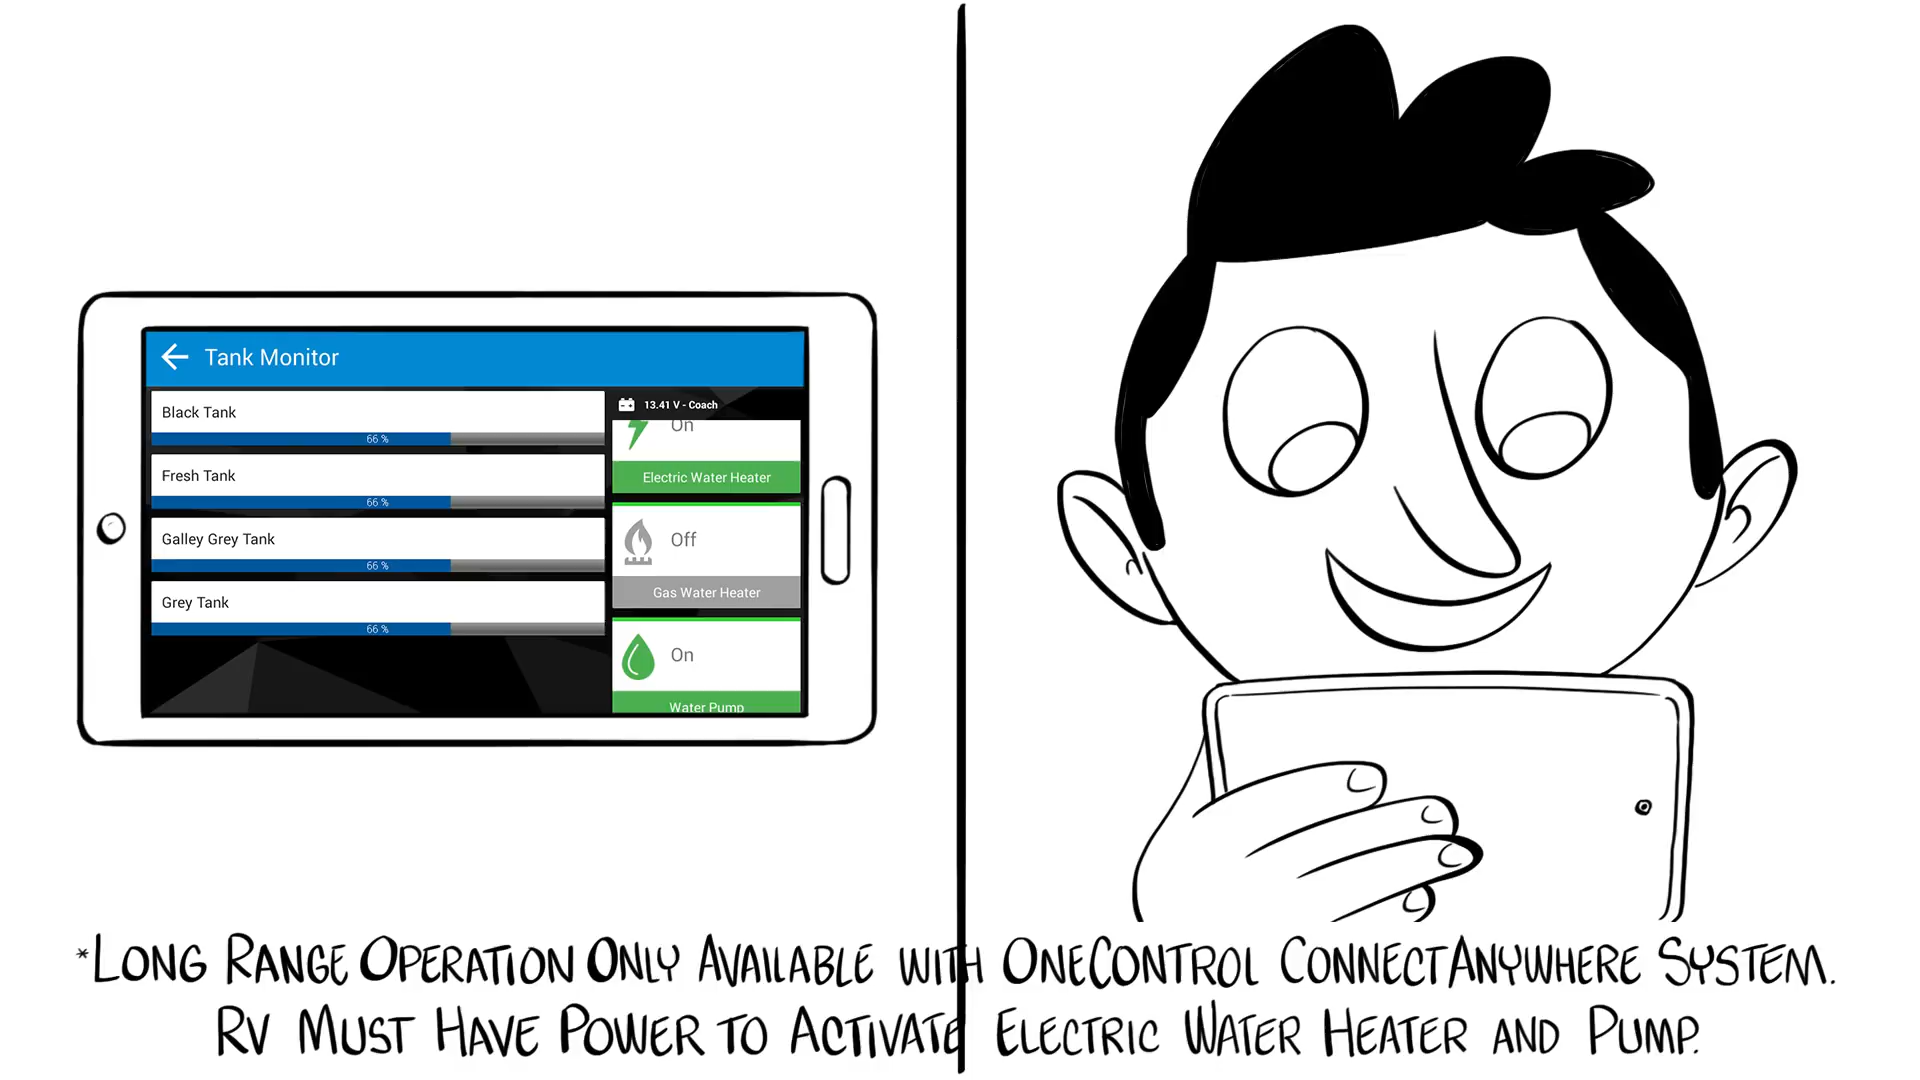 Tank Monitor
Black Tank
66 %
Fresh Tank
66 %
Galley Grey Tank
66 %
Grey Tank
66 %
13.41 V - Coach
On
Electric Water Heater
Off
Gas Water Heater
On
Water Pump
*LONG RANGE OPERATION ONLY AVAILABLE WITH ONECONTROL CONNECTANYWHERE SYSTEM.
RV MUST HAVE POWER TO ACTIVATE ELECTRIC WATER HEATER AND PUMP.